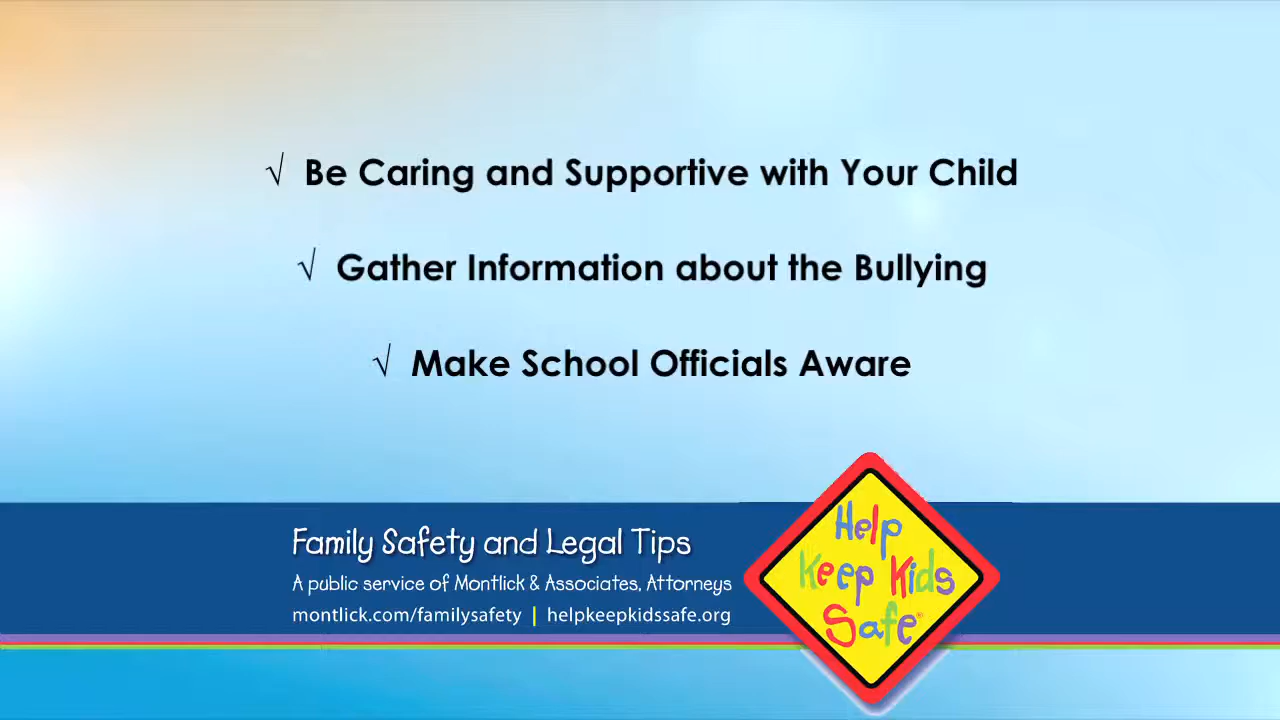 √ Be Caring and Supportive with Your Child
√ Gather Information about the Bullying
√ Make School Officials Aware
Family Safety and Legal Tips
A public service of Montlick & Associates, Attorneys
montlick.com/familysafety | helpkeepkidssafe.org
Help
Keep Kids
Safe®